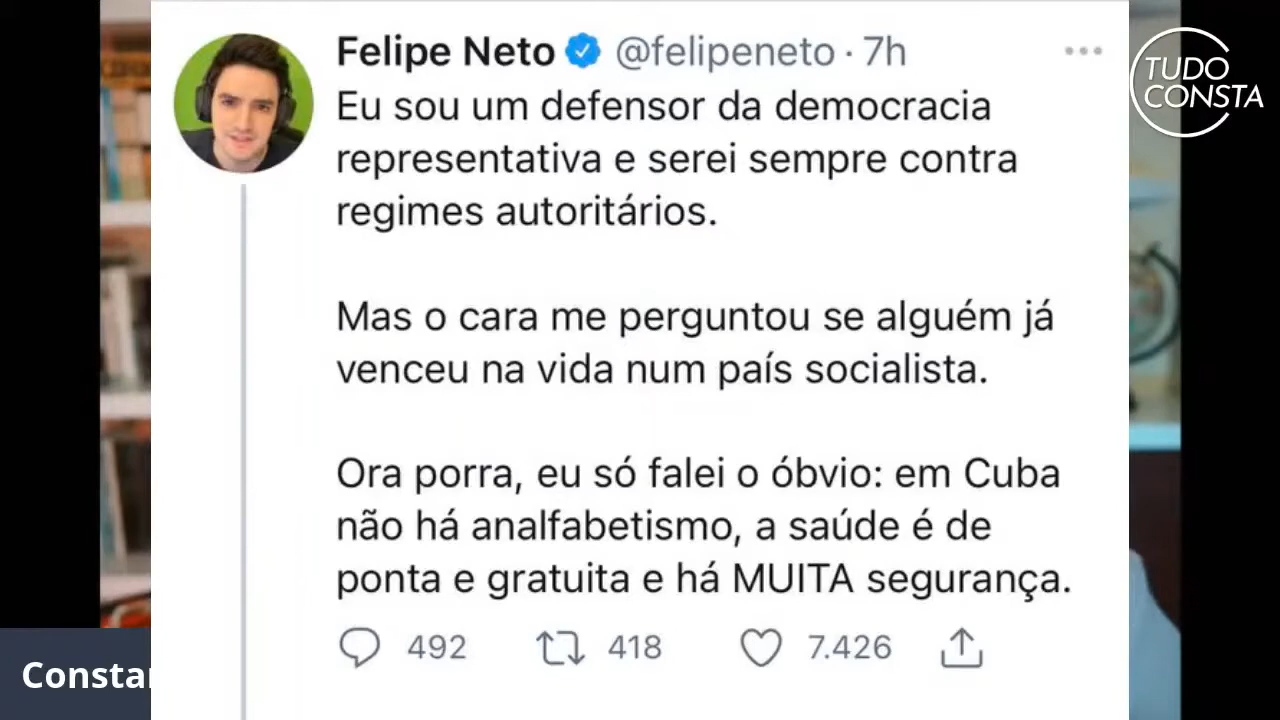 Felipe Neto @felipeneto · 7h
Eu sou um defensor da democracia
representativa e serei sempre contra
regimes autoritários.
Mas o cara me perguntou se alguém já
venceu na vida num país socialista.
Ora porra, eu só falei o óbvio: em Cuba
não há analfabetismo, a saúde é de
ponta e gratuita e há MUITA segurança.
492 418 7.426
TUDO
CONSTA
Constan